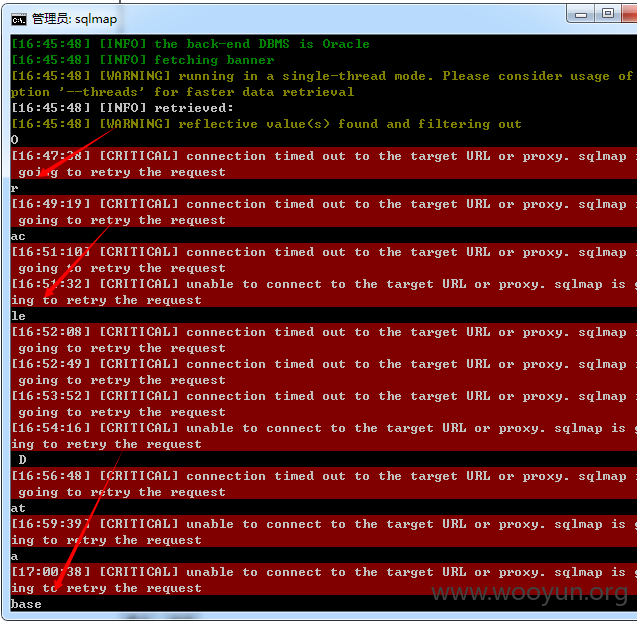 管理员: sqlmap
[16:45:48] [INFO] the back-end DBMS is Oracle
[16:45:48] [INFO] fetching banner
[16:45:48] [WARNING] running in a single-thread mode. Please consider usage of
ption '--threads' for faster data retrieval
[16:45:48] [INFO] retrieved:
[16:45:48] [WARNING] reflective value(s) found and filtering out
O
[16:47:38] [CRITICAL] connection timed out to the target URL or proxy. sqlmap i
going to retry the request
r
[16:49:19] [CRITICAL] connection timed out to the target URL or proxy. sqlmap i
going to retry the request
ac
[16:51:10] [CRITICAL] connection timed out to the target URL or proxy. sqlmap i
going to retry the request
[16:51:32] [CRITICAL] unable to connect to the target URL or proxy. sqlmap is g
ing to retry the request
le
[16:52:08] [CRITICAL] connection timed out to the target URL or proxy. sqlmap i
going to retry the request
[16:52:49] [CRITICAL] connection timed out to the target URL or proxy. sqlmap i
going to retry the request
[16:53:52] [CRITICAL] connection timed out to the target URL or proxy. sqlmap i
going to retry the request
[16:54:16] [CRITICAL] unable to connect to the target URL or proxy. sqlmap is g
ing to retry the request
D
[16:56:48] [CRITICAL] connection timed out to the target URL or proxy. sqlmap i
going to retry the request
at
[16:59:39] [CRITICAL] unable to connect to the target URL or proxy. sqlmap is g
ing to retry the request
a
[17:00:38] [CRITICAL] unable to connect to the target URL or proxy. sqlmap is g
ing to retry the request
base
www.wooyun.org